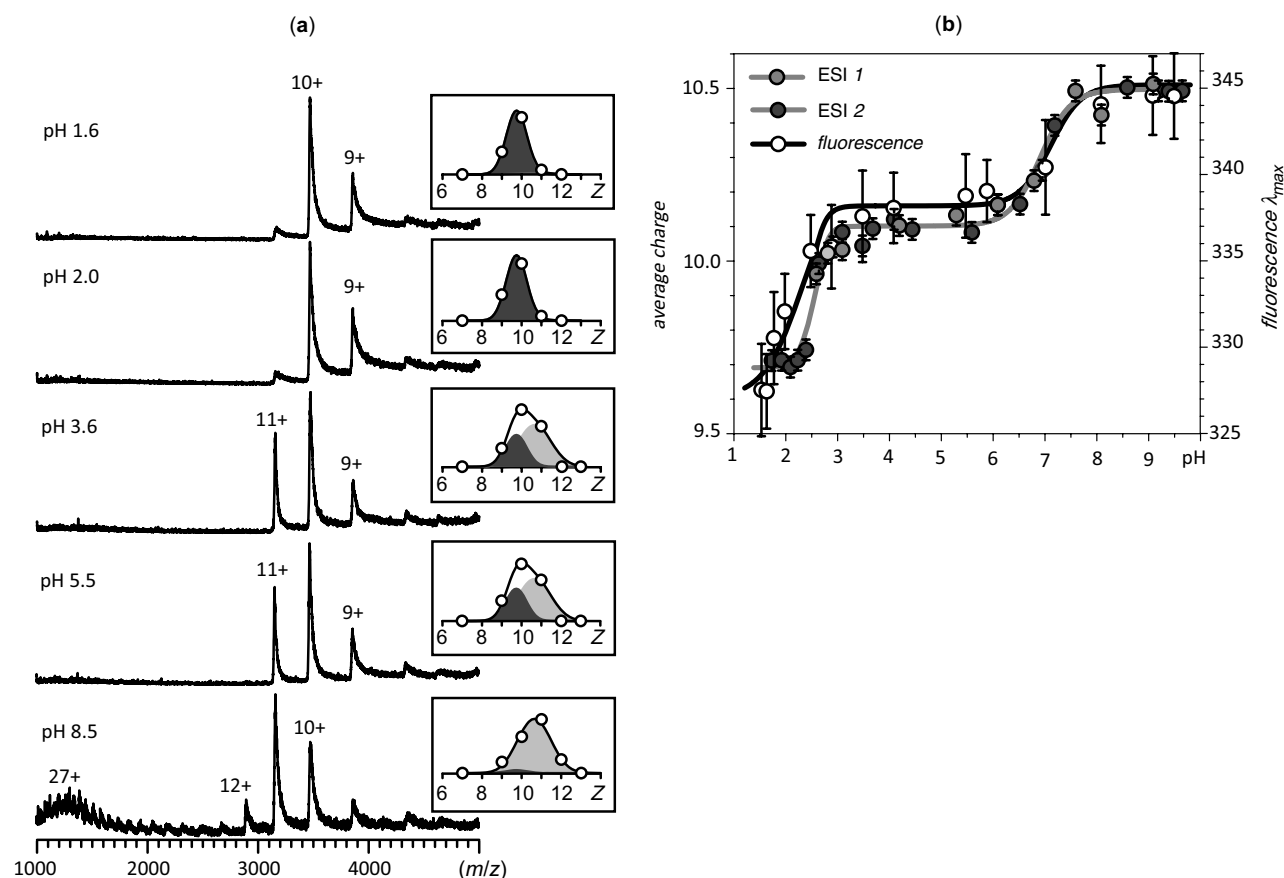 (a)
pH 1.6
10+
9+
6 8 10 12 Z
pH 2.0
9+
6 8 10 12 Z
pH 3.6
11+
9+
6 8 10 12 Z
pH 5.5
11+
9+
6 8 10 12 Z
pH 8.5
27+
12+
10+
6 8 10 12 Z
1000 2000 3000 4000 (m/z)
(b)
average charge
10.5
10.0
9.5
ESI 1
ESI 2
fluorescence
345
340
335
330
325
fluorescence λmax
1 2 3 4 5 6 7 8 9 pH